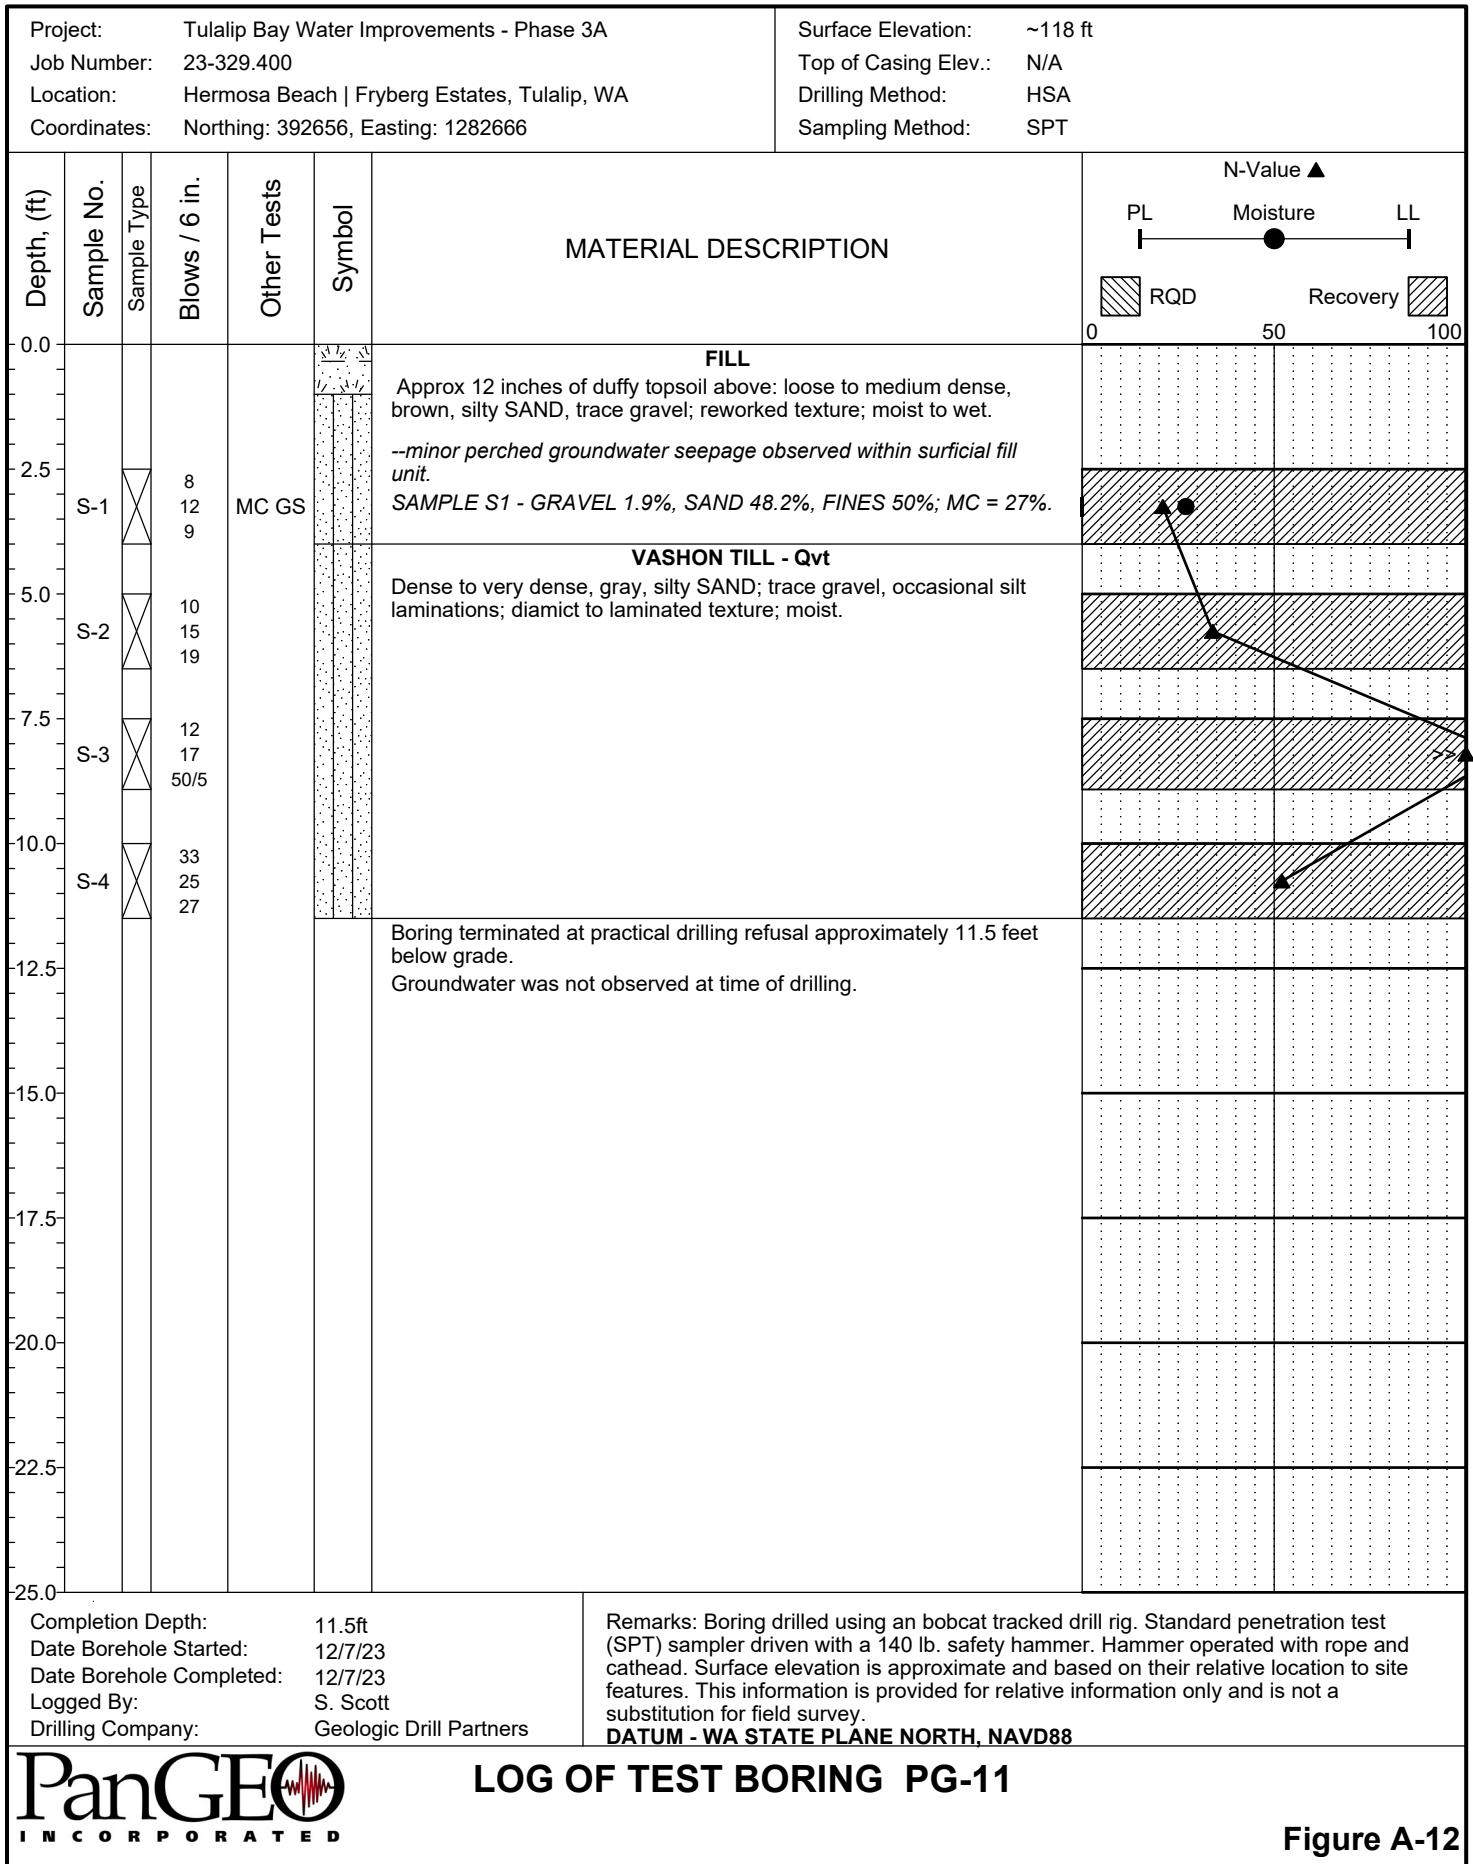 Project: Tulalip Bay Water Improvements - Phase 3A
Job Number: 23-329.400
Location: Hermosa Beach | Fryberg Estates, Tulalip, WA
Coordinates: Northing: 392656, Easting: 1282666
Surface Elevation: ~118 ft
Top of Casing Elev.: N/A
Drilling Method: HSA
Sampling Method: SPT
Depth, (ft)
Sample No.
Sample Type
Blows / 6 in.
Other Tests
Symbol
MATERIAL DESCRIPTION
N-Value
PL Moisture LL
RQD Recovery
0 50 100
0.0
FILL
Approx 12 inches of duffy topsoil above: loose to medium dense,
brown, silty SAND, trace gravel; reworked texture; moist to wet.
--minor perched groundwater seepage observed within surficial fill
unit.
2.5
8
S-1 12 MC GS SAMPLE S1 - GRAVEL 1.9%, SAND 48.2%, FINES 50%; MC = 27%.
9
VASHON TILL - Qvt
Dense to very dense, gray, silty SAND; trace gravel, occasional silt
laminations; diamict to laminated texture; moist.
5.0
10
S-2 15
19
7.5
12
S-3 17 >>
50/5
10.0
33
S-4 25
27
Boring terminated at practical drilling refusal approximately 11.5 feet
below grade.
Groundwater was not observed at time of drilling.
12.5
15.0
17.5
20.0
22.5
25.0
Completion Depth: 11.5ft
Date Borehole Started: 12/7/23
Date Borehole Completed: 12/7/23
Logged By: S. Scott
Drilling Company: Geologic Drill Partners
Remarks: Boring drilled using an bobcat tracked drill rig. Standard penetration test
(SPT) sampler driven with a 140 lb. safety hammer. Hammer operated with rope and
cathead. Surface elevation is approximate and based on their relative location to site
features. This information is provided for relative information only and is not a
substitution for field survey.
DATUM - WA STATE PLANE NORTH, NAVD88
PanGEO
INCORPORATED
LOG OF TEST BORING PG-11
Figure A-12